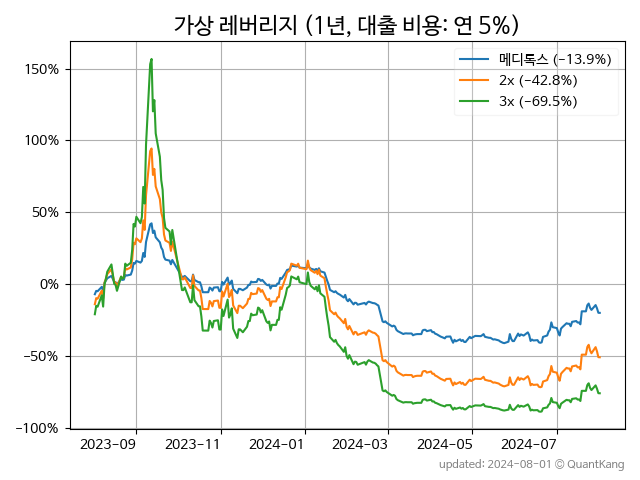 가상 레버리지 (1년, 대출 비용: 연 5%)
메디톡스 (−13.9%)
2x (−42.8%)
3x (−69.5%)
150%
100%
50%
0%
−50%
−100%
2023-09
2023-11
2024-01
2024-03
2024-05
2024-07
updated: 2024-08-01 © QuantKang